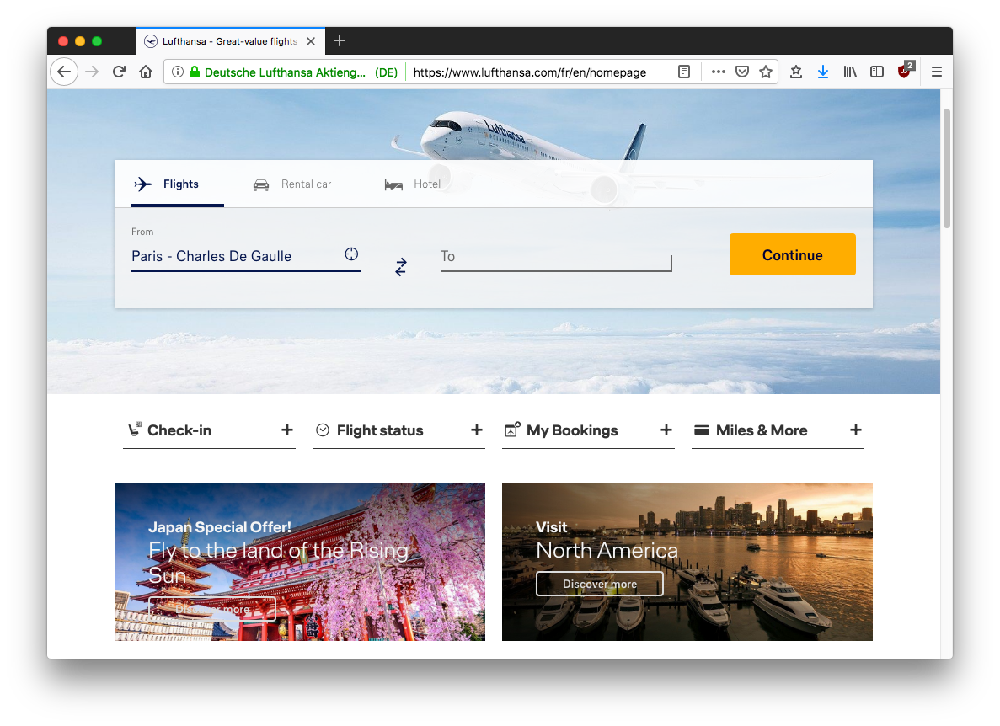 Lufthansa - Great-value flights
Deutsche Lufthansa Aktieng... (DE) https://www.lufthansa.com/fr/en/homepage
2
Lufthansa
Flights Rental car Hotel
From
Paris - Charles De Gaulle
To
Continue
Check-in + Flight status + My Bookings + Miles & More +
Japan Special Offer!
Fly to the land of the Rising
Sun
Discover more
Visit
North America
Discover more